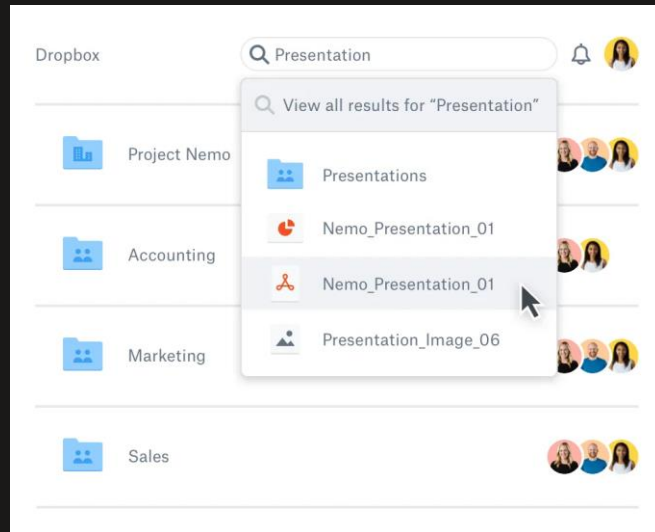 Dropbox
Presentation
View all results for “Presentation”
Project Nemo
Presentations
Nemo_Presentation_01
Accounting
Nemo_Presentation_01
Presentation_Image_06
Marketing
Sales